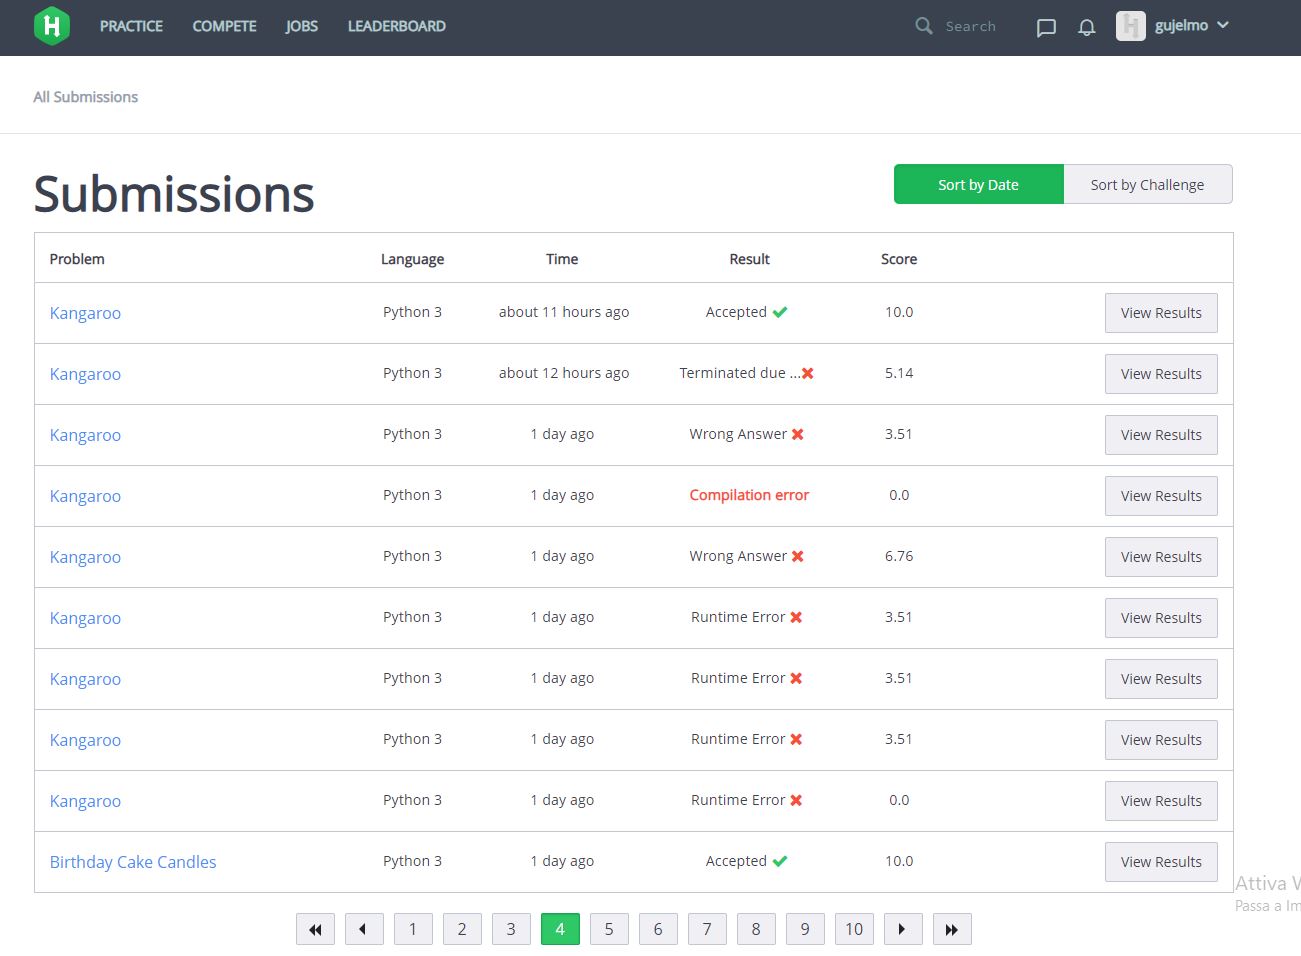 H PRACTICE COMPETE JOBS LEADERBOARD Search gujelmo
All Submissions
Submissions
Sort by Date Sort by Challenge
Problem Language Time Result Score
Kangaroo Python 3 about 11 hours ago Accepted 10.0 View Results
Kangaroo Python 3 about 12 hours ago Terminated due ... 5.14 View Results
Kangaroo Python 3 1 day ago Wrong Answer 3.51 View Results
Kangaroo Python 3 1 day ago Compilation error 0.0 View Results
Kangaroo Python 3 1 day ago Wrong Answer 6.76 View Results
Kangaroo Python 3 1 day ago Runtime Error 3.51 View Results
Kangaroo Python 3 1 day ago Runtime Error 3.51 View Results
Kangaroo Python 3 1 day ago Runtime Error 3.51 View Results
Kangaroo Python 3 1 day ago Runtime Error 0.0 View Results
Birthday Cake Candles Python 3 1 day ago Accepted 10.0 View Results
Attiva W
Passa a Im
1 2 3 4 5 6 7 8 9 10